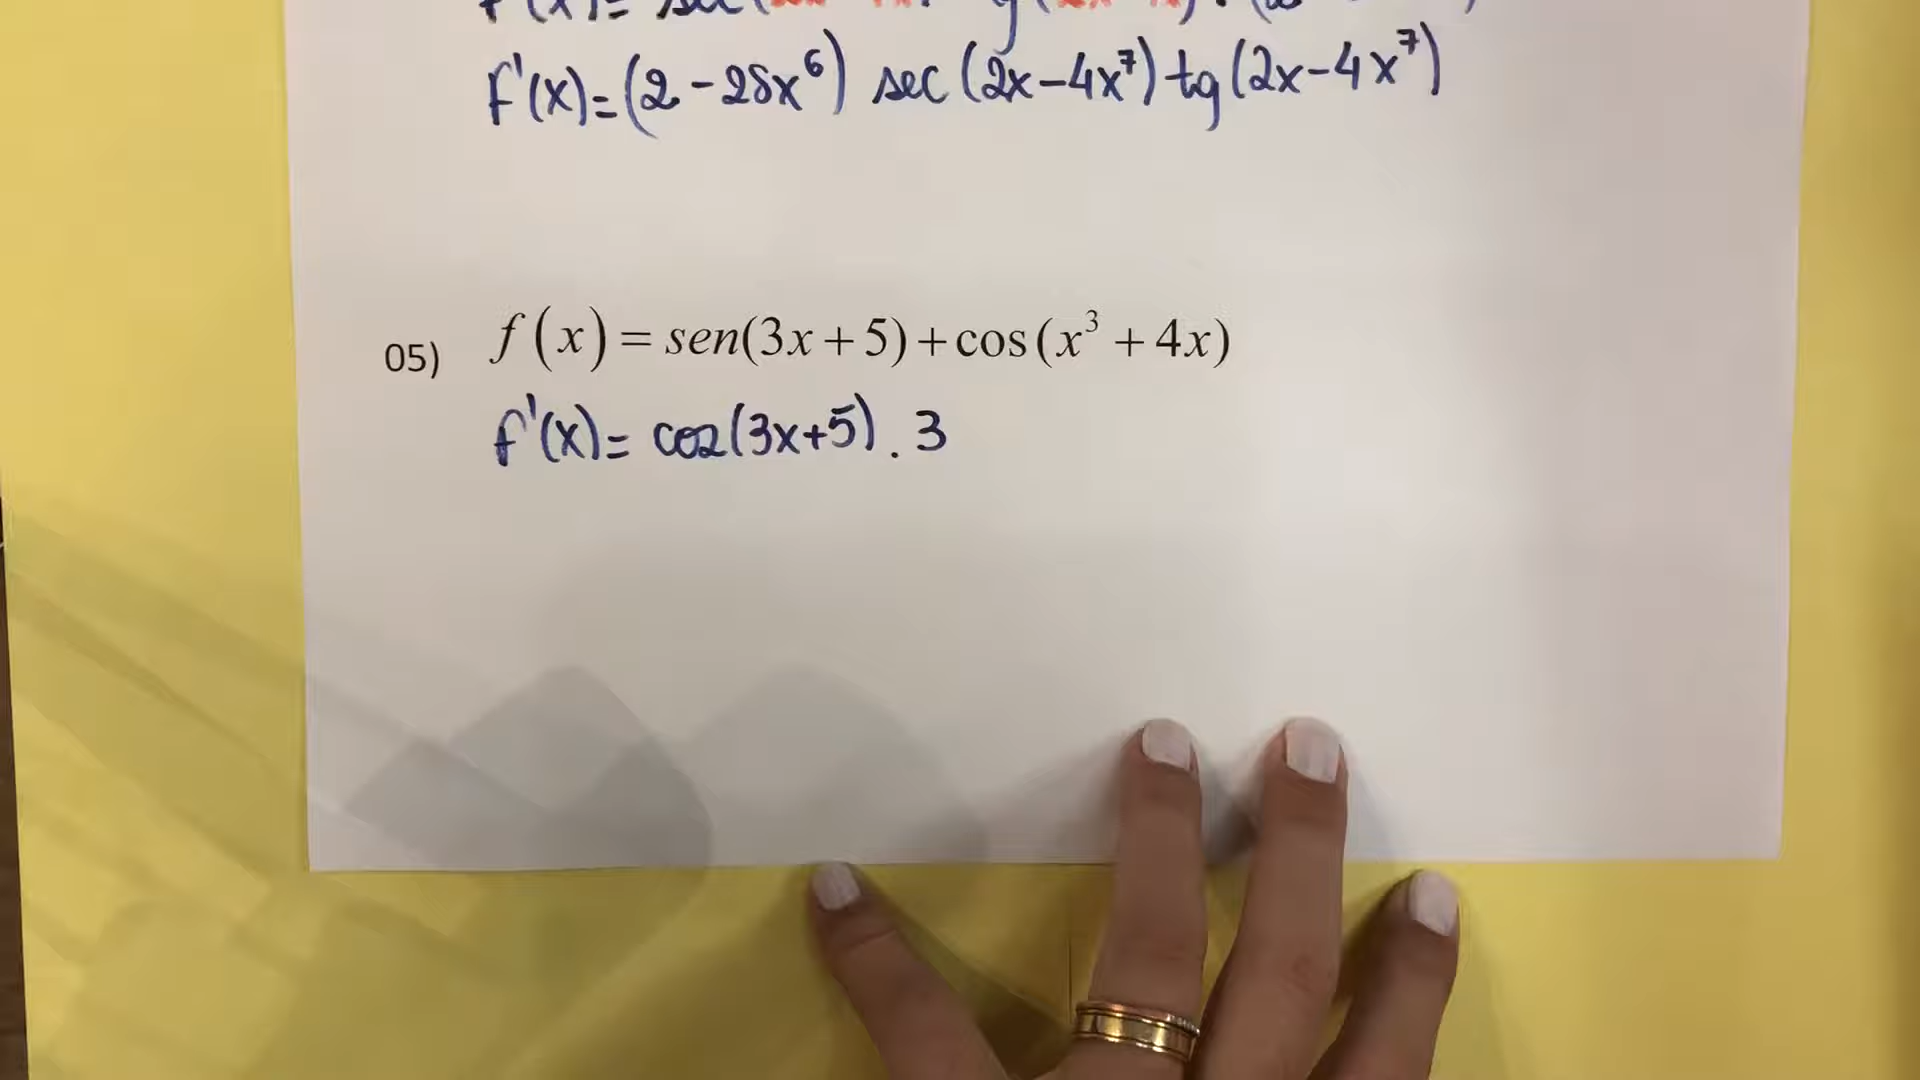 f'(x)= sec(
f'(x)=(2-28x⁶) sec(2x-4x⁷)tg(2x-4x⁷)
05) f(x)=sen(3x+5)+cos(x³+4x)
f'(x)= cos(3x+5).3